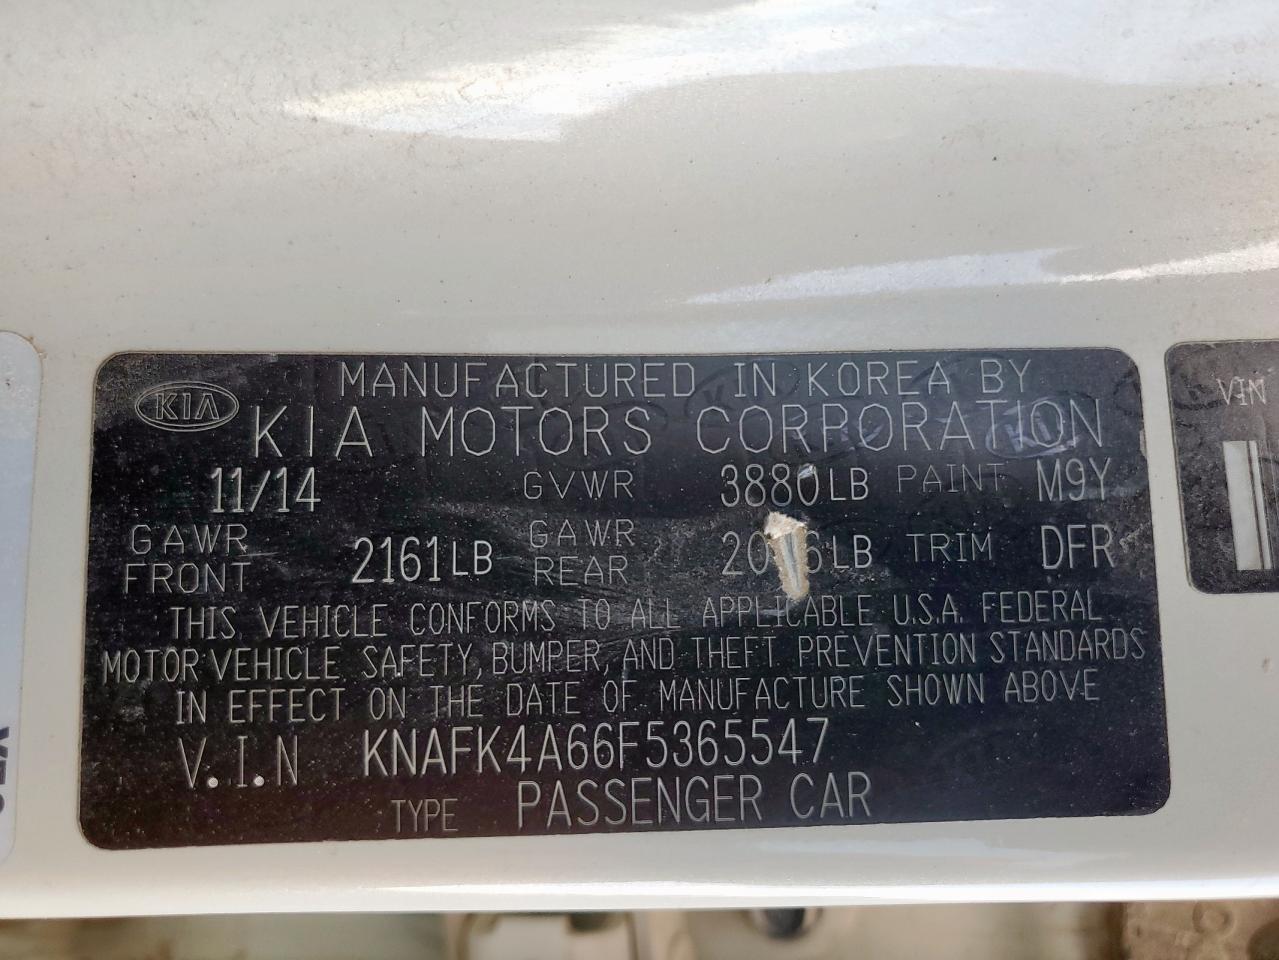 MANUFACTURED IN KOREA BY
KIA
KIA MOTORS CORPORATION
11/14 GVWR 3880LB PAINT M9Y
GAWR FRONT 2161LB GAWR REAR LB TRIM DFR
THIS VEHICLE CONFORMS TO ALL APPLICABLE U.S.A. FEDERAL
MOTOR VEHICLE SAFETY, BUMPER, AND THEFT PREVENTION STANDARDS
IN EFFECT ON THE DATE OF MANUFACTURE SHOWN ABOVE
V.I.N KNAFK4A66F5365547
TYPE PASSENGER CAR
VIN